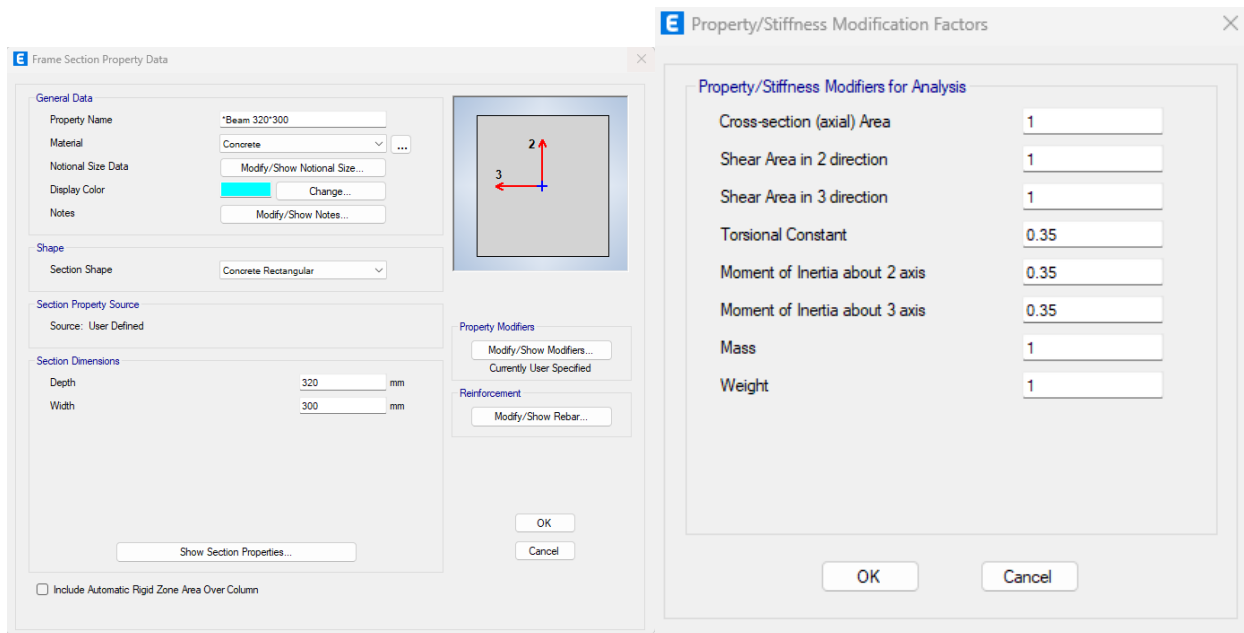 E Frame Section Property Data
General Data
Property Name *Beam 320*300
Material Concrete ...
Notional Size Data Modify/Show Notional Size...
Display Color Change...
Notes Modify/Show Notes...
Shape
Section Shape Concrete Rectangular
Section Property Source
Source: User Defined
Section Dimensions
Depth 320 mm
Width 300 mm
Show Section Properties...
Include Automatic Rigid Zone Area Over Column
2
3
Property Modifiers
Modify/Show Modifiers...
Currently User Specified
Reinforcement
Modify/Show Rebar...
OK
Cancel
E Property/Stiffness Modification Factors
Property/Stiffness Modifiers for Analysis
Cross-section (axial) Area 1
Shear Area in 2 direction 1
Shear Area in 3 direction 1
Torsional Constant 0.35
Moment of Inertia about 2 axis 0.35
Moment of Inertia about 3 axis 0.35
Mass 1
Weight 1
OK Cancel